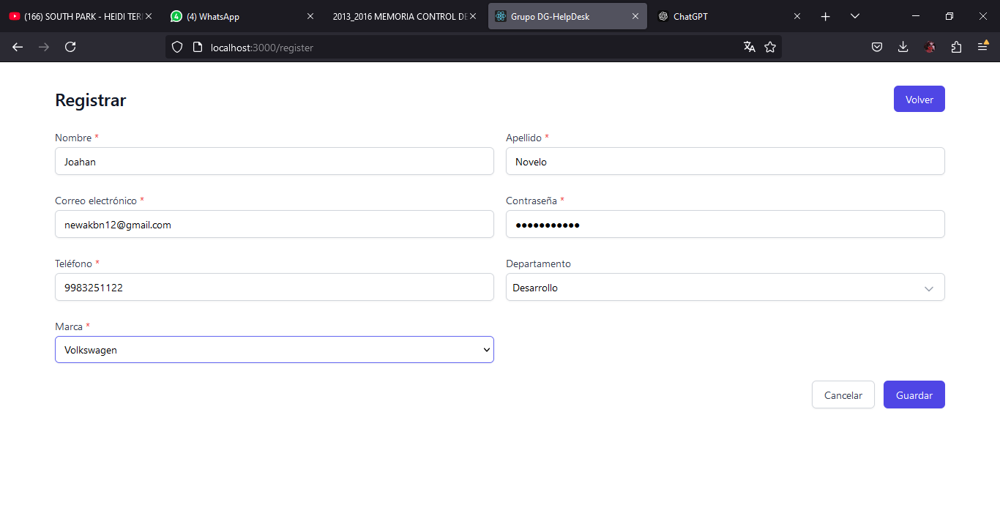 (166) SOUTH PARK - HEIDI TER
(4) WhatsApp
2013_2016 MEMORIA CONTROL DE
Grupo DG-HelpDesk
ChatGPT
localhost:3000/register
Registrar
Volver
Nombre *
Apellido *
Joahan
Novelo
Correo electrónico *
Contraseña *
newakbn12@gmail.com
●●●●●●●●●●●
Teléfono *
Departamento
9983251122
Desarrollo
Marca *
Volkswagen
Cancelar
Guardar